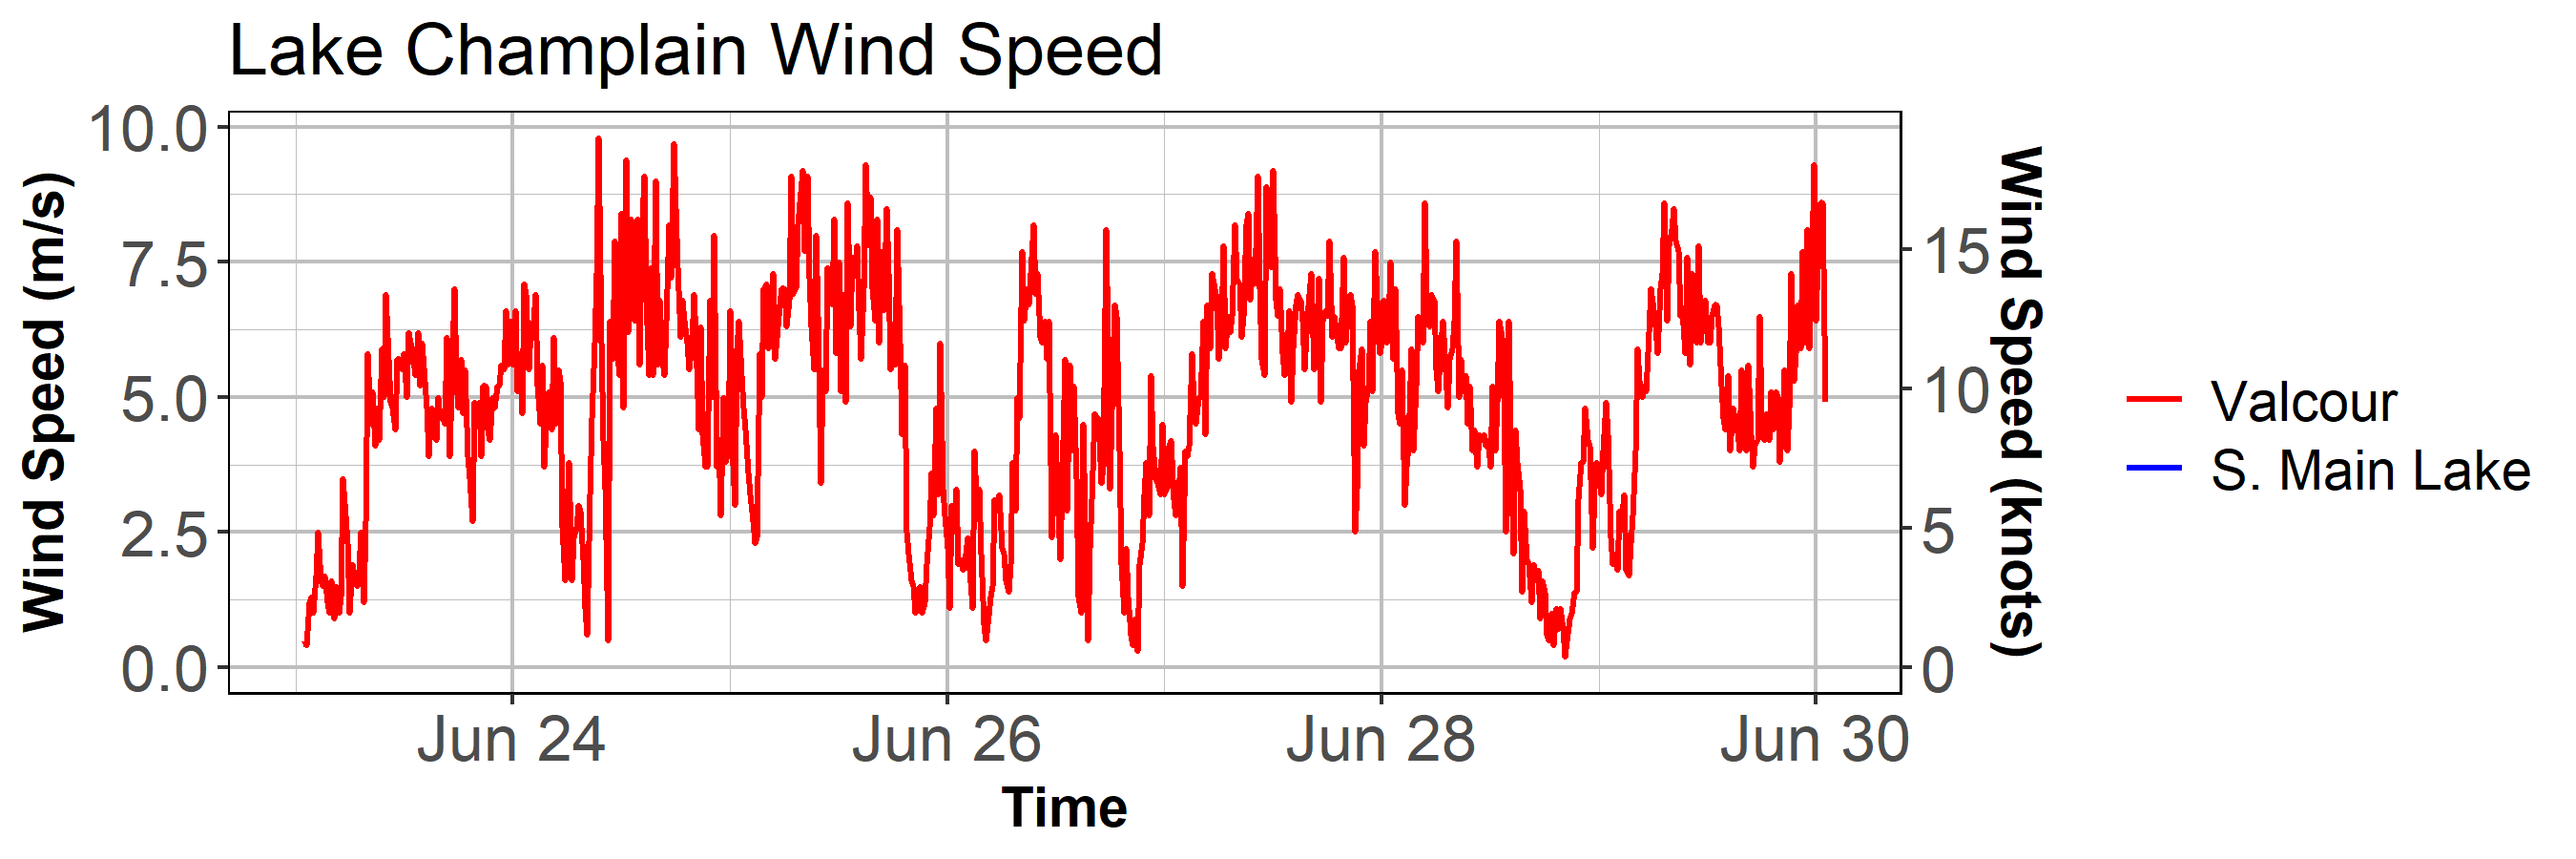 Lake Champlain Wind Speed
Wind Speed (m/s)
10.0
7.5
5.0
2.5
0.0
Jun 24
Jun 26
Jun 28
Jun 30
Time
15
10
5
0
Wind Speed (knots)
Valcour
S. Main Lake